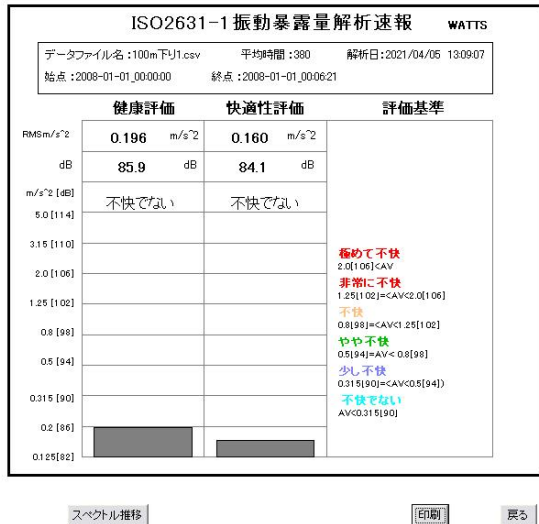 ISO2631-1振動暴露量解析速報 WATTS
データファイル名:100m下り1.csv 平均時間:380 解析日:2021/04/05 13:09:07
始点:2008-01-01_00:00:00 終点:2008-01-01_00:06:21
健康評価 快適性評価 評価基準
RMSm/s^2 0.196 m/s^2 0.160 m/s^2
dB 85.9 dB 84.1 dB
m/s^2 [dB] 不快でない 不快でない
5.0 [114]
3.15 [110]
極めて不快
2.0[106]<AV
2.0 [106]
非常に不快
1.25[102]=<AV<2.0[106]
1.25 [102]
不快
0.8[98]=<AV<1.25[102]
0.8 [98]
やや不快
0.5[94]=AV< 0.8[98]
0.5 [94]
少し不快
0.315[90]=<AV<0.5[94])
0.315 [90]
不快でない
AV<0.315[90]
0.2 [86]
0.125[82]
スペクトル推移 印刷 戻る